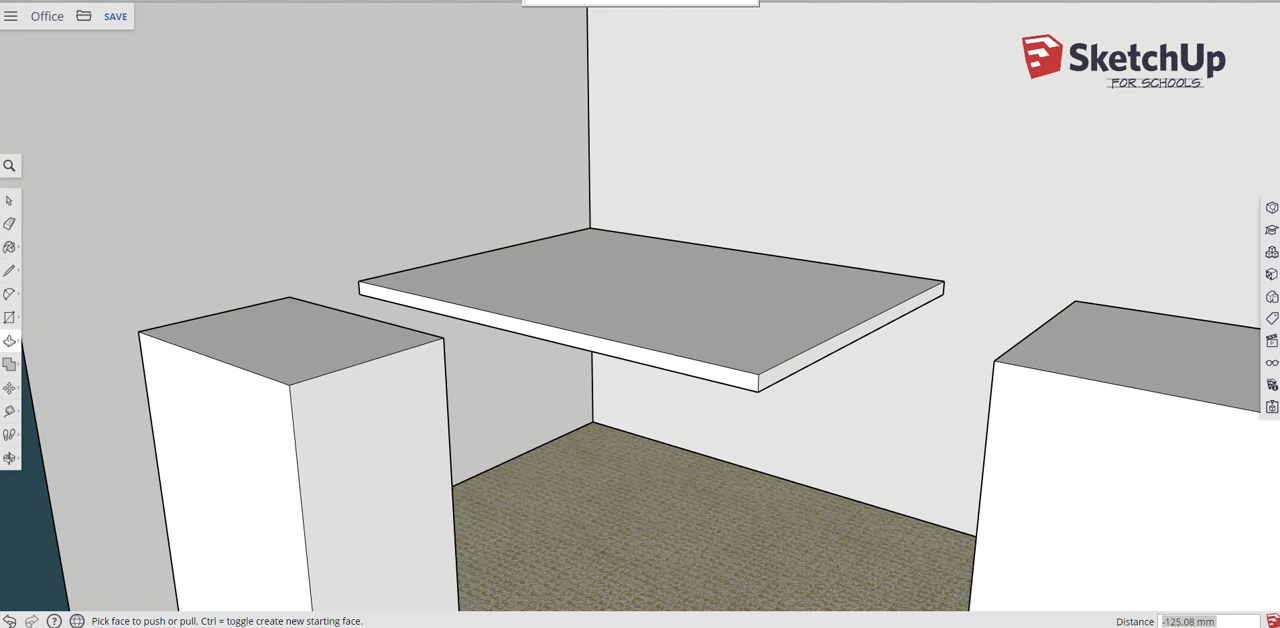 Office
SAVE
SketchUp
FOR SCHOOLS
Pick face to push or pull. Ctrl = toggle create new starting face.
Distance
-125.08 mm